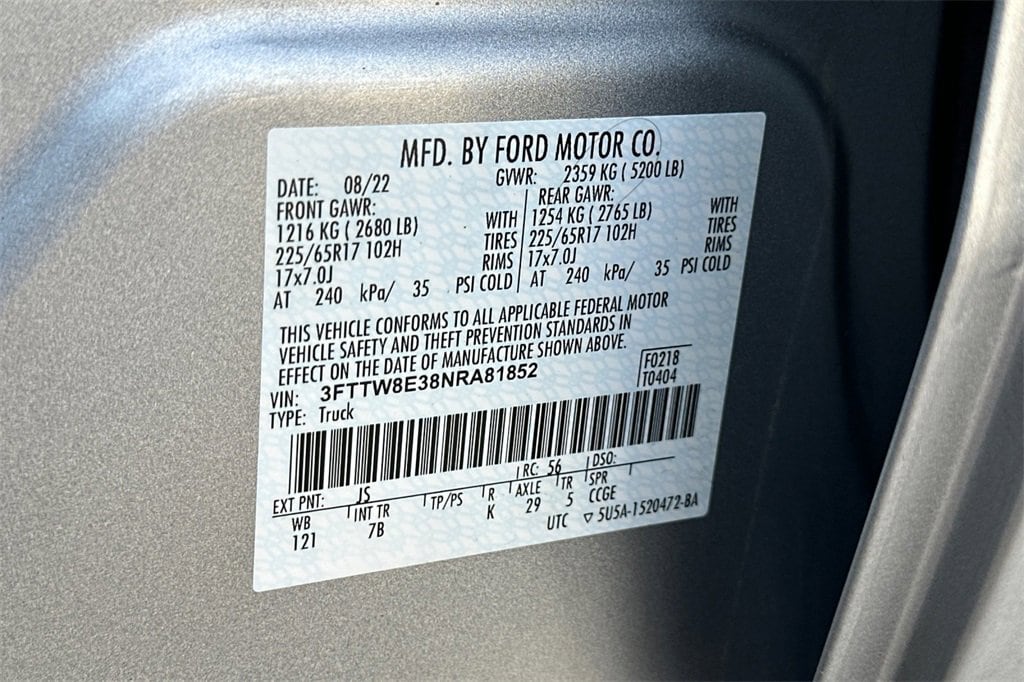 MFD. BY FORD MOTOR CO.
DATE: 08/22 GVWR: 2359 KG ( 5200 LB)
FRONT GAWR: REAR GAWR:
1216 KG ( 2680 LB) WITH 1254 KG ( 2765 LB) WITH
225/65R17 102H TIRES 225/65R17 102H TIRES
17x7.0J RIMS 17x7.0J RIMS
AT 240 kPa/ 35 PSI COLD AT 240 kPa/ 35 PSI COLD
THIS VEHICLE CONFORMS TO ALL APPLICABLE FEDERAL MOTOR
VEHICLE SAFETY AND THEFT PREVENTION STANDARDS IN
EFFECT ON THE DATE OF MANUFACTURE SHOWN ABOVE.
VIN: 3FTTW8E38NRA81852 F0218
TYPE: Truck T0404
EXT PNT: JS RC: 56 DSO:
WB INT TR TP/PS R AXLE TR SPR
121 7B K 29 5 CCGE
UTC ▽ 5U5A-1520472-BA